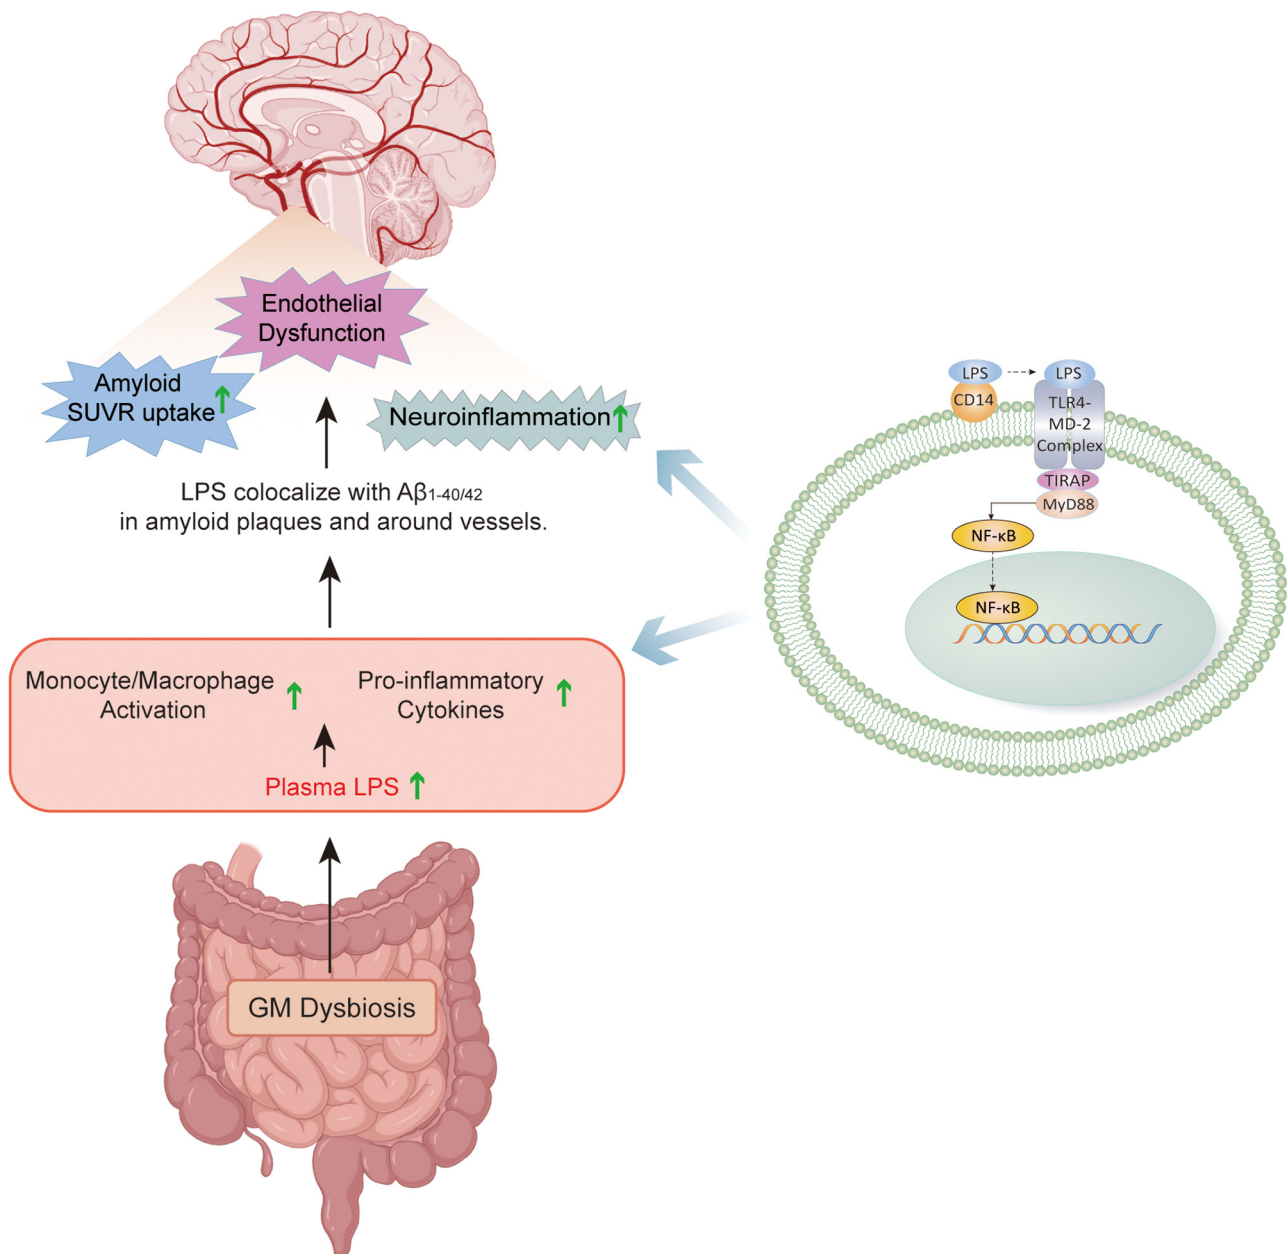 Endothelial
Dysfunction
Amyloid
SUVR uptake
Neuroinflammation
LPS colocalize with Aβ1-40/42
in amyloid plaques and around vessels.
Monocyte/Macrophage
Activation
Pro-inflammatory
Cytokines
Plasma LPS
GM Dysbiosis
LPS
LPS
CD14
TLR4-
MD-2
Complex
TIRAP
MyD88
NF-κB
NF-κB